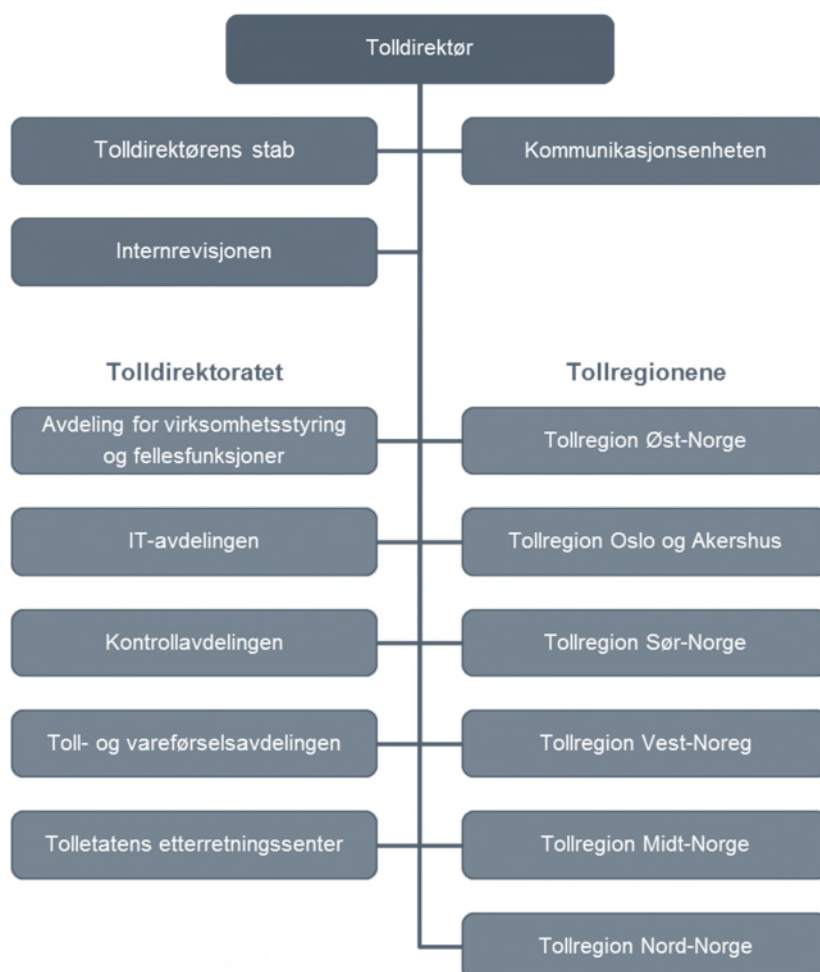 Tolldirektør
Tolldirektørens stab
Kommunikasjonsenheten
Internrevisjonen
Tolldirektoratet
Tollregionene
Avdeling for virksomhetsstyring
og fellesfunksjoner
Tollregion Øst-Norge
IT-avdelingen
Tollregion Oslo og Akershus
Kontrollavdelingen
Tollregion Sør-Norge
Toll- og vareførselsavdelingen
Tollregion Vest-Noreg
Tolletatens etterretningssenter
Tollregion Midt-Norge
Tollregion Nord-Norge